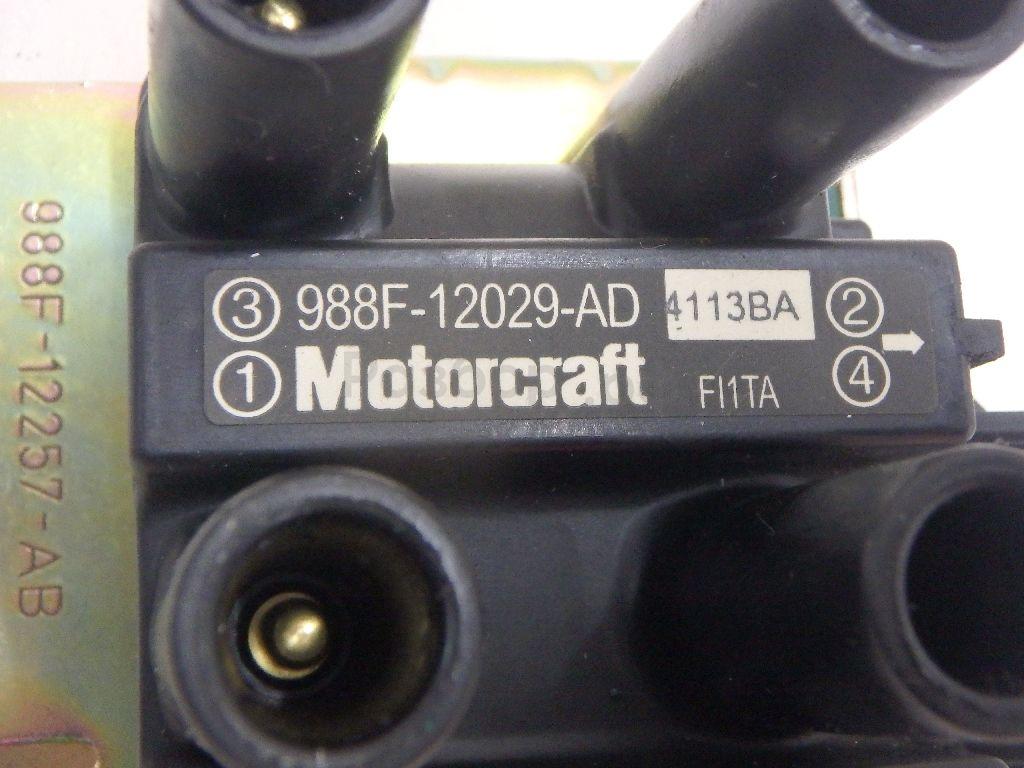 ③ 988F-12029-AD 4113BA ②
① Motorcraft FI1TA ④
988F-12257-AB